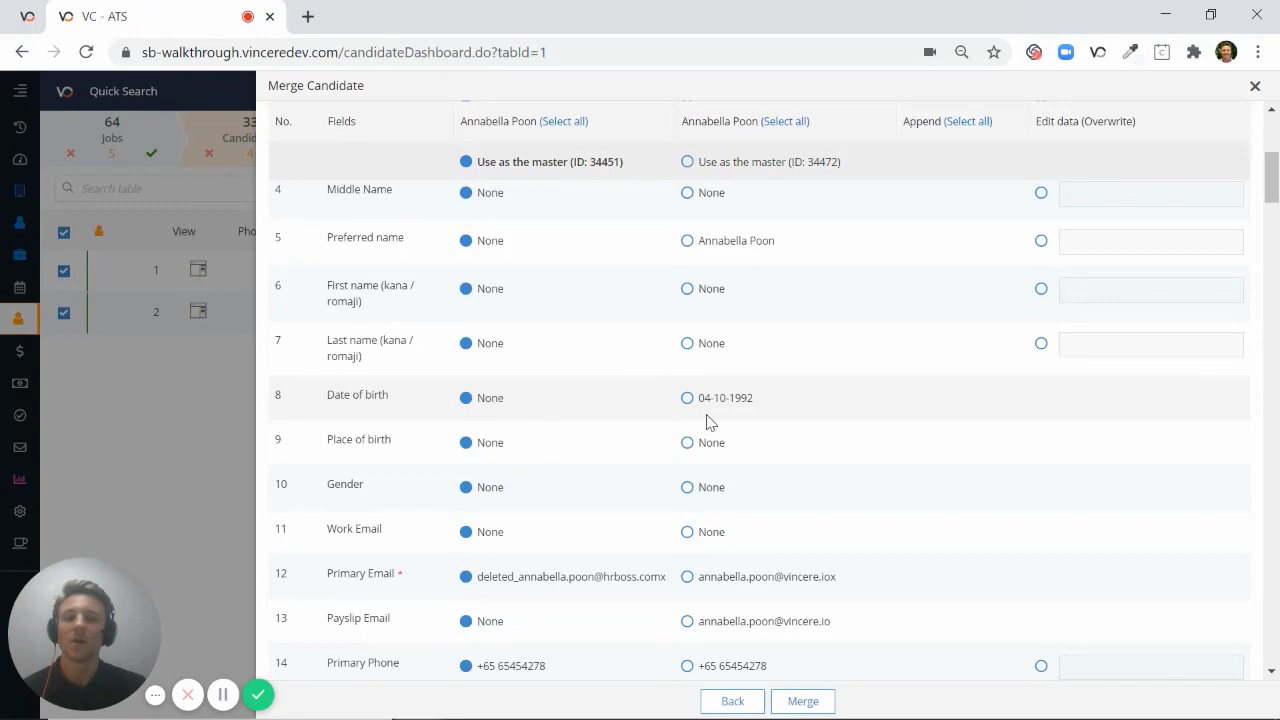 VC - ATS
sb-walkthrough.vinceredev.com/candidateDashboard.do?tabId=1
VC
Quick Search
64
Jobs
5
33
Candid
4
Search table
View
Pho
1
2
Merge Candidate
No.
Fields
Annabella Poon (Select all)
Annabella Poon (Select all)
Append (Select all)
Edit data (Overwrite)
Use as the master (ID: 34451)
Use as the master (ID: 34472)
4
Middle Name
None
None
5
Preferred name
None
Annabella Poon
6
First name (kana /
romaji)
None
None
7
Last name (kana /
romaji)
None
None
8
Date of birth
None
04-10-1992
9
Place of birth
None
None
10
Gender
None
None
11
Work Email
None
None
12
Primary Email *
deleted_annabella.poon@hrboss.comx
annabella.poon@vincere.iox
13
Payslip Email
None
annabella.poon@vincere.io
14
Primary Phone
+65 65454278
+65 65454278
Back
Merge